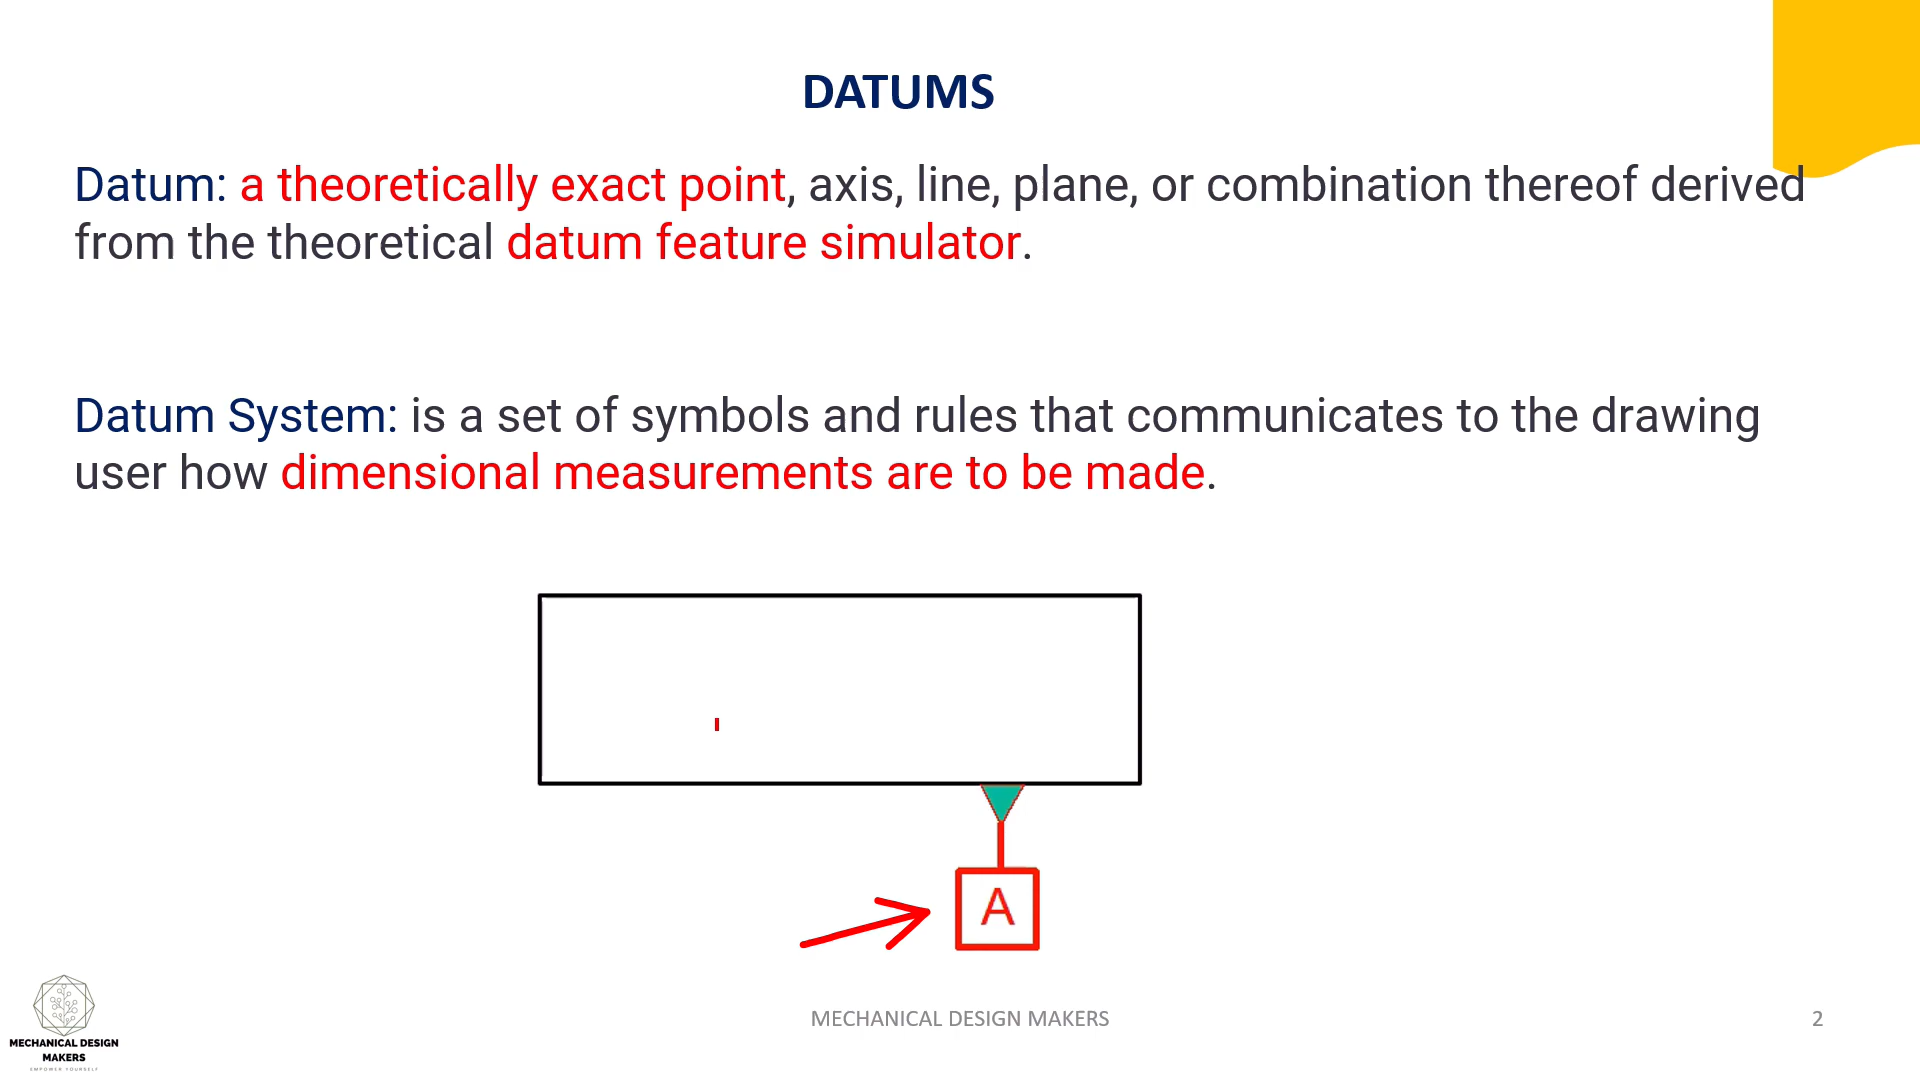 DATUMS
Datum: a theoretically exact point, axis, line, plane, or combination thereof derived
from the theoretical datum feature simulator.
Datum System: is a set of symbols and rules that communicates to the drawing
user how dimensional measurements are to be made.
A
MECHANICAL DESIGN
MAKERS
EMPOWER YOURSELF
MECHANICAL DESIGN MAKERS
2